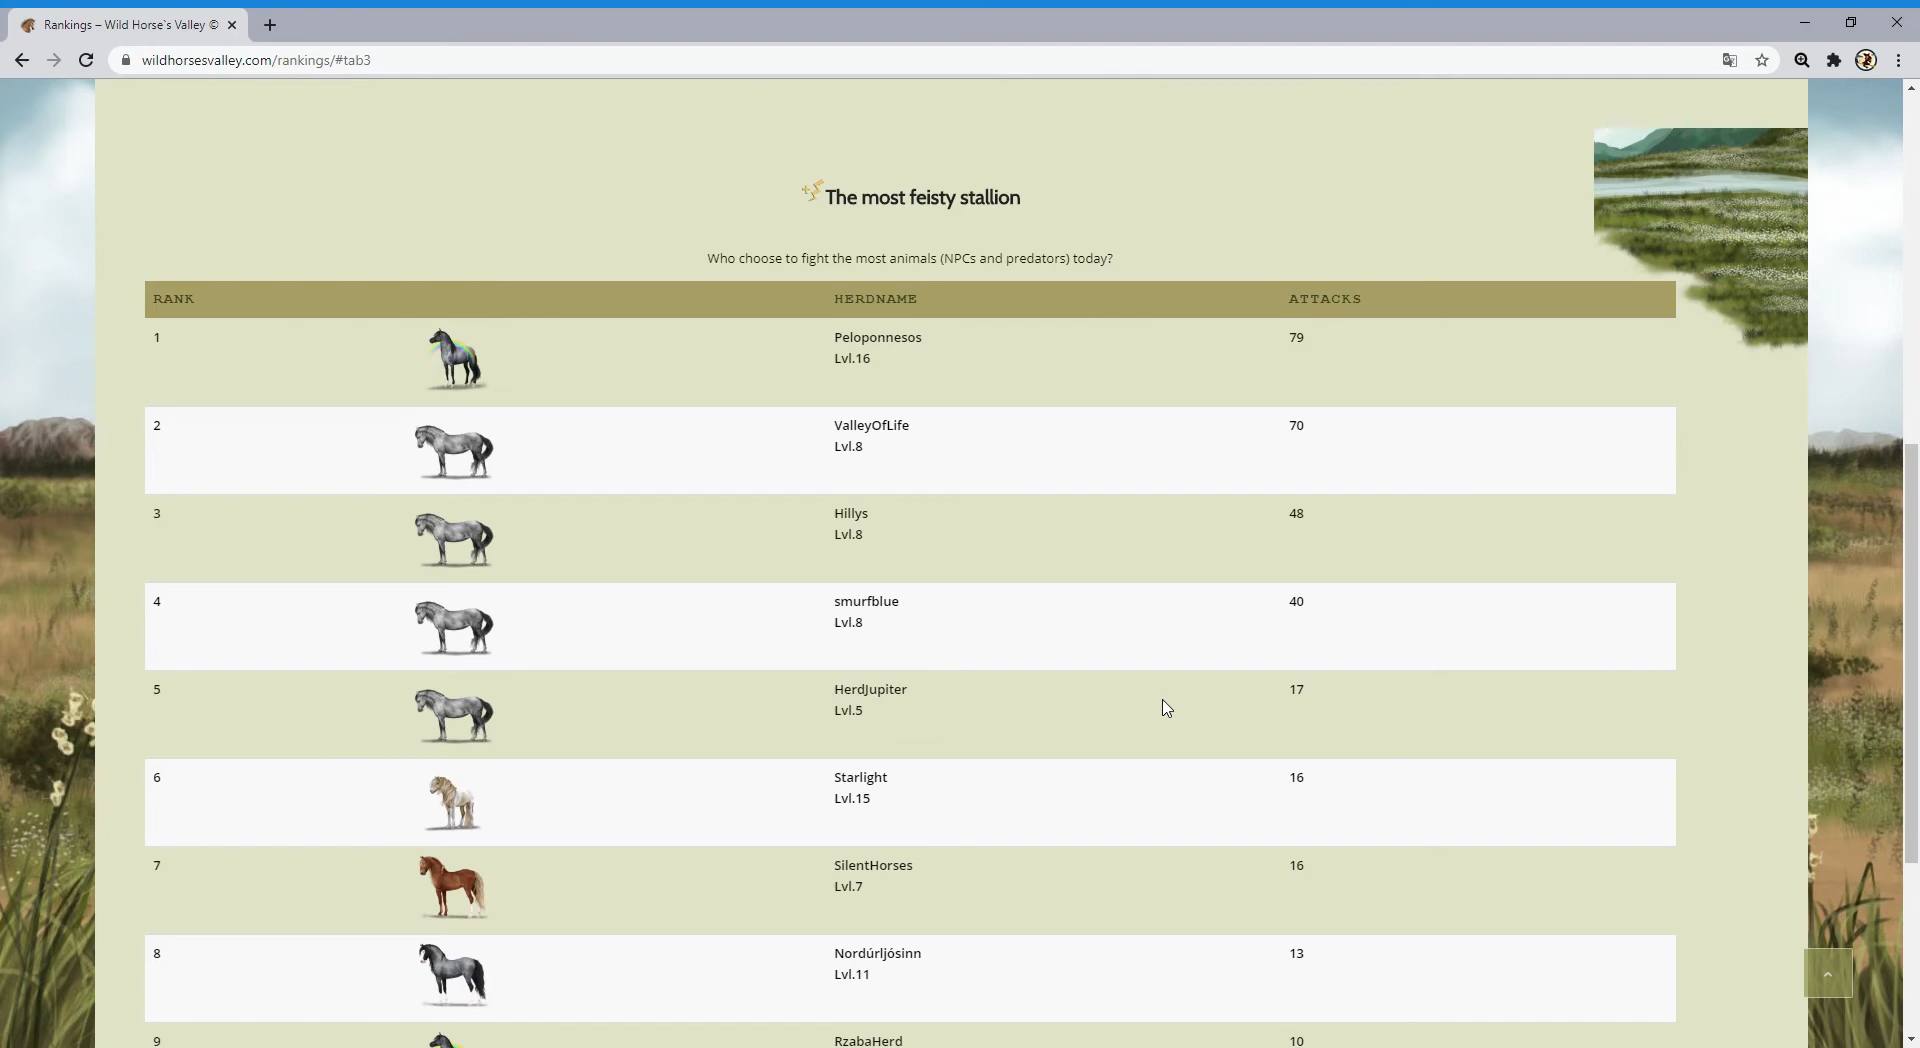 Rankings – Wild Horse`s Valley ©
wildhorsesvalley.com/rankings/#tab3
The most feisty stallion
Who choose to fight the most animals (NPCs and predators) today?
RANK HERDNAME ATTACKS
1 Peloponnesos 79
Lvl.16
2 ValleyOfLife 70
Lvl.8
3 Hillys 48
Lvl.8
4 smurfblue 40
Lvl.8
5 HerdJupiter 17
Lvl.5
6 Starlight 16
Lvl.15
7 SilentHorses 16
Lvl.7
8 Nordúrljósinn 13
Lvl.11
9 RzabaHerd 10